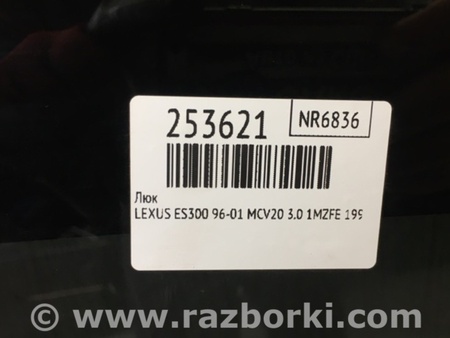 253621
NR6836
Люк
LEXUS ES300 96-01 MCV20 3.0 1MZFE 199
© www.razborki.com